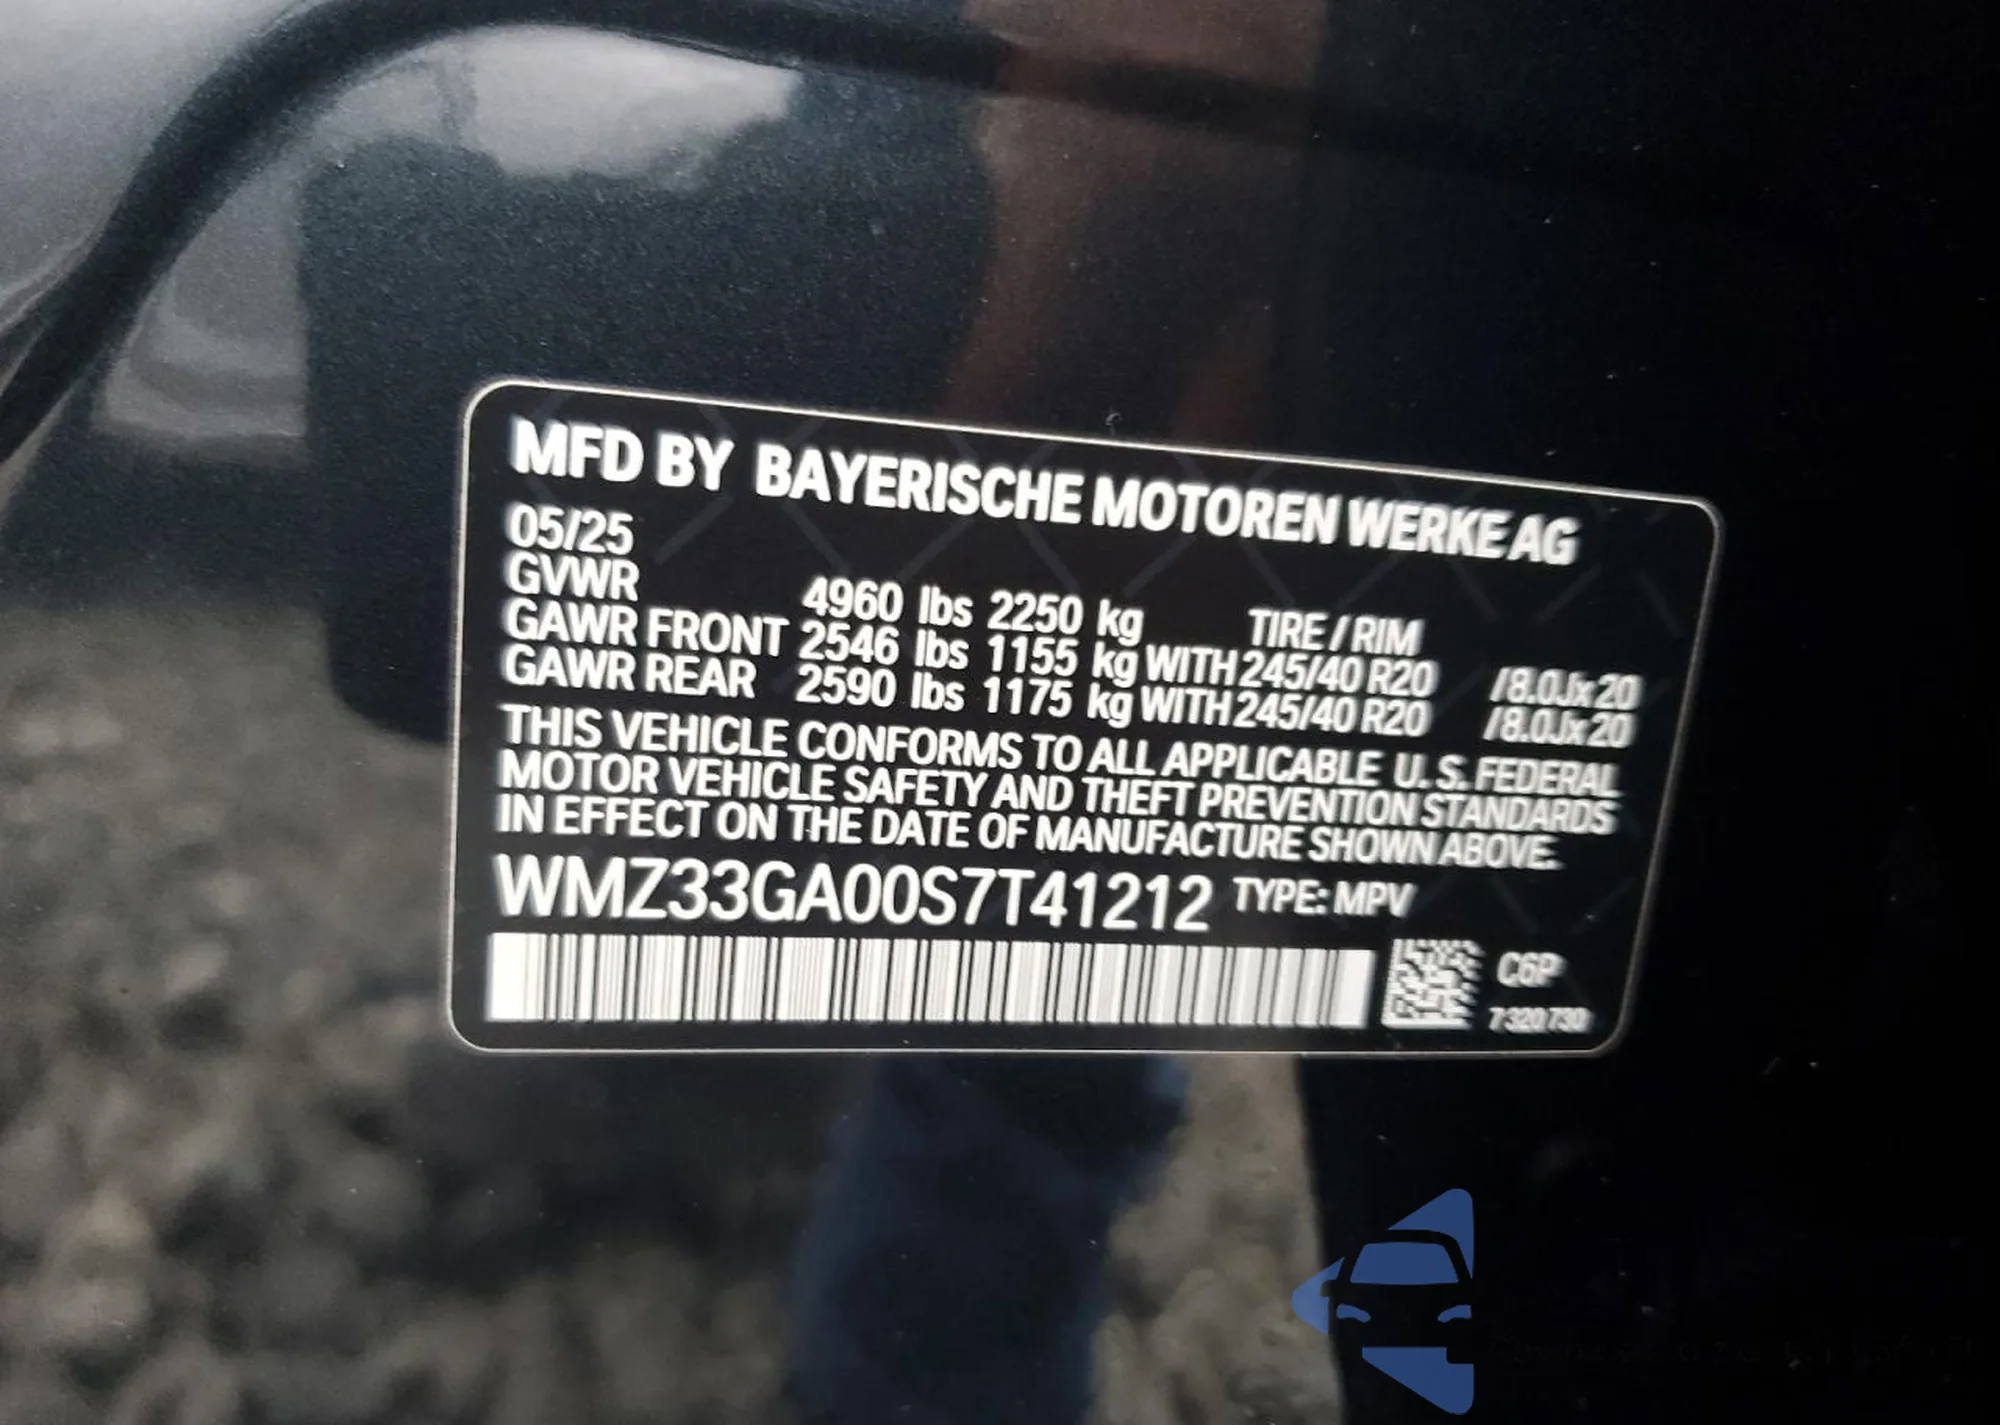 MFD BY BAYERISCHE MOTOREN WERKE AG
05/25
GVWR 4960 lbs 2250 kg TIRE / RIM
GAWR FRONT 2546 lbs 1155 kg WITH 245/40 R20 /8.0Jx20
GAWR REAR 2590 lbs 1175 kg WITH 245/40 R20 /8.0Jx20
THIS VEHICLE CONFORMS TO ALL APPLICABLE U. S. FEDERAL
MOTOR VEHICLE SAFETY AND THEFT PREVENTION STANDARDS
IN EFFECT ON THE DATE OF MANUFACTURE SHOWN ABOVE.
WMZ33GA00S7T41212 TYPE: MPV
C6P
7320730